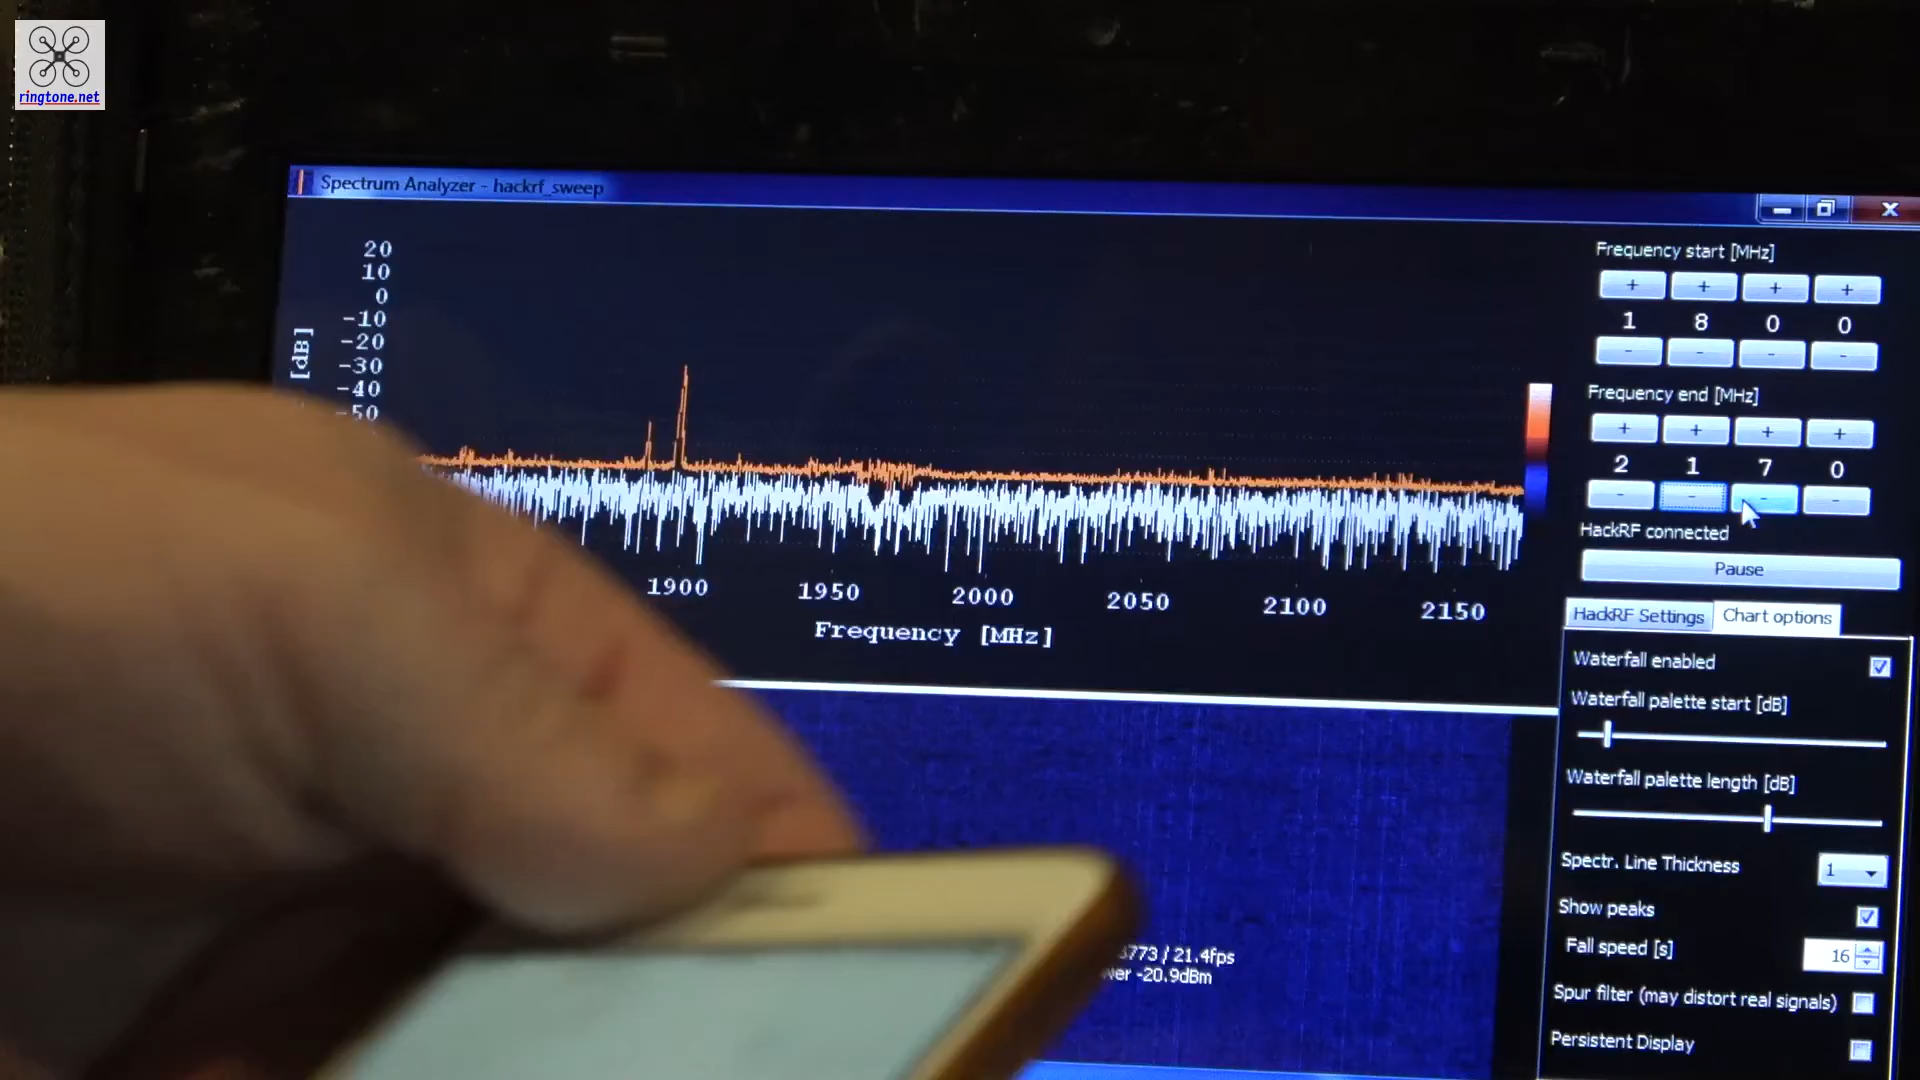 ringtone.net
Spectrum Analyzer - hackrf_sweep
20
10
0
-10
-20
-30
-40
-50
[dB]
1900 1950 2000 2050 2100 2150
Frequency [MHz]
Frequency start [MHz]
+ + + +
1 8 0 0
- - - -
Frequency end [MHz]
+ + + +
2 1 7 0
- - - -
HackRF connected
Pause
HackRF Settings Chart options
Waterfall enabled
Waterfall palette start [dB]
Waterfall palette length [dB]
Spectr. Line Thickness 1
Show peaks
Fall speed [s] 16
Spur filter (may distort real signals)
Persistent Display
773 / 21.4fps
-20.9dBm